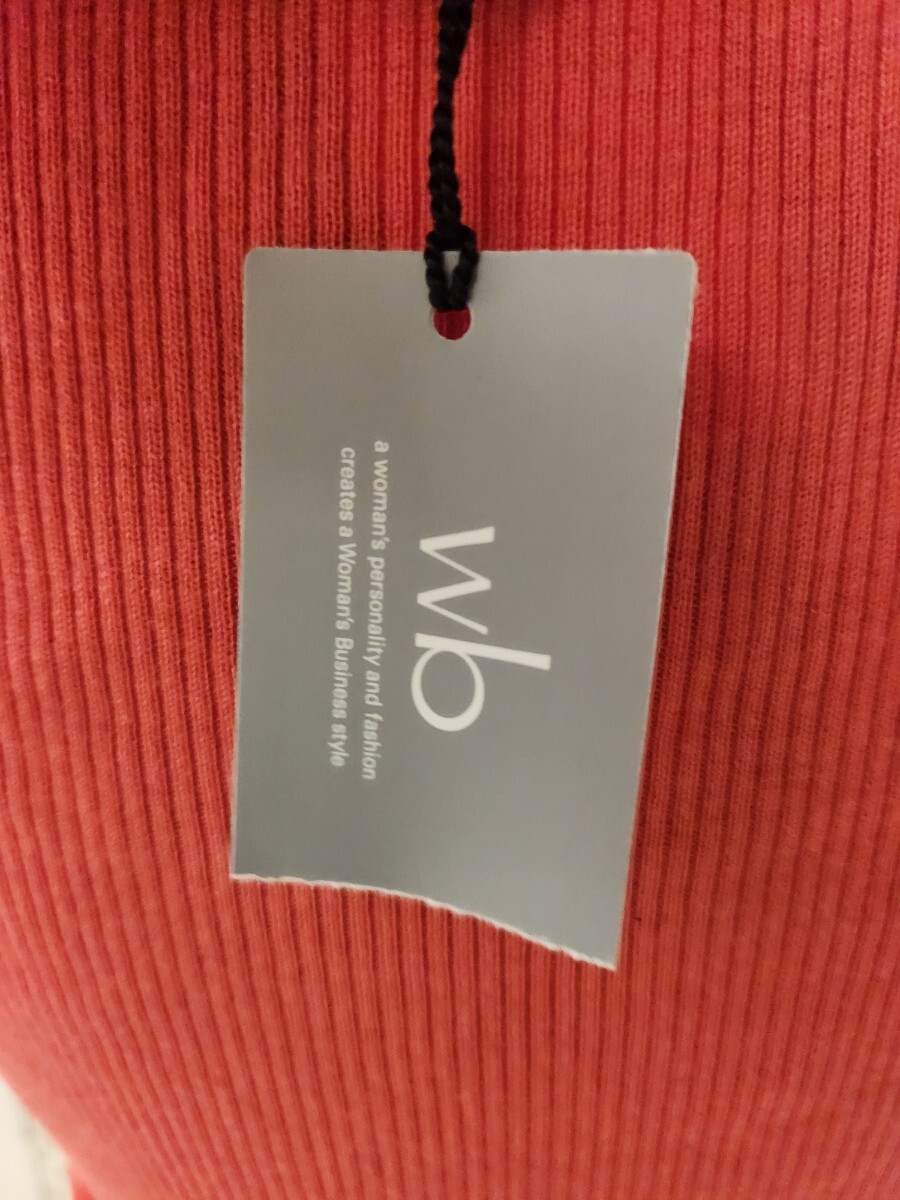 wb
a woman's personality and fashion
creates a Woman's Business style